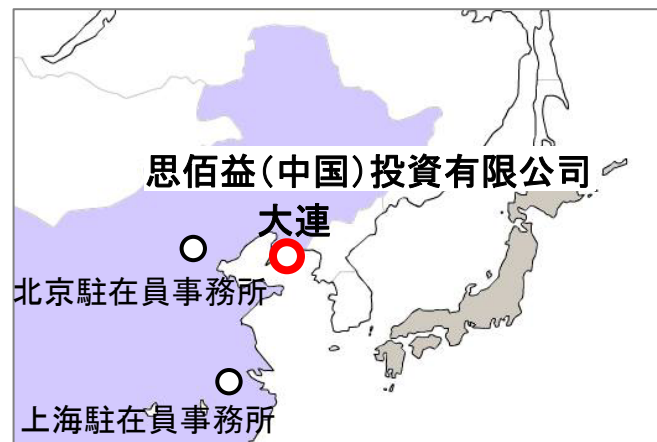 思佰益（中国）投資有限公司
大連
北京駐在員事務所
上海駐在員事務所